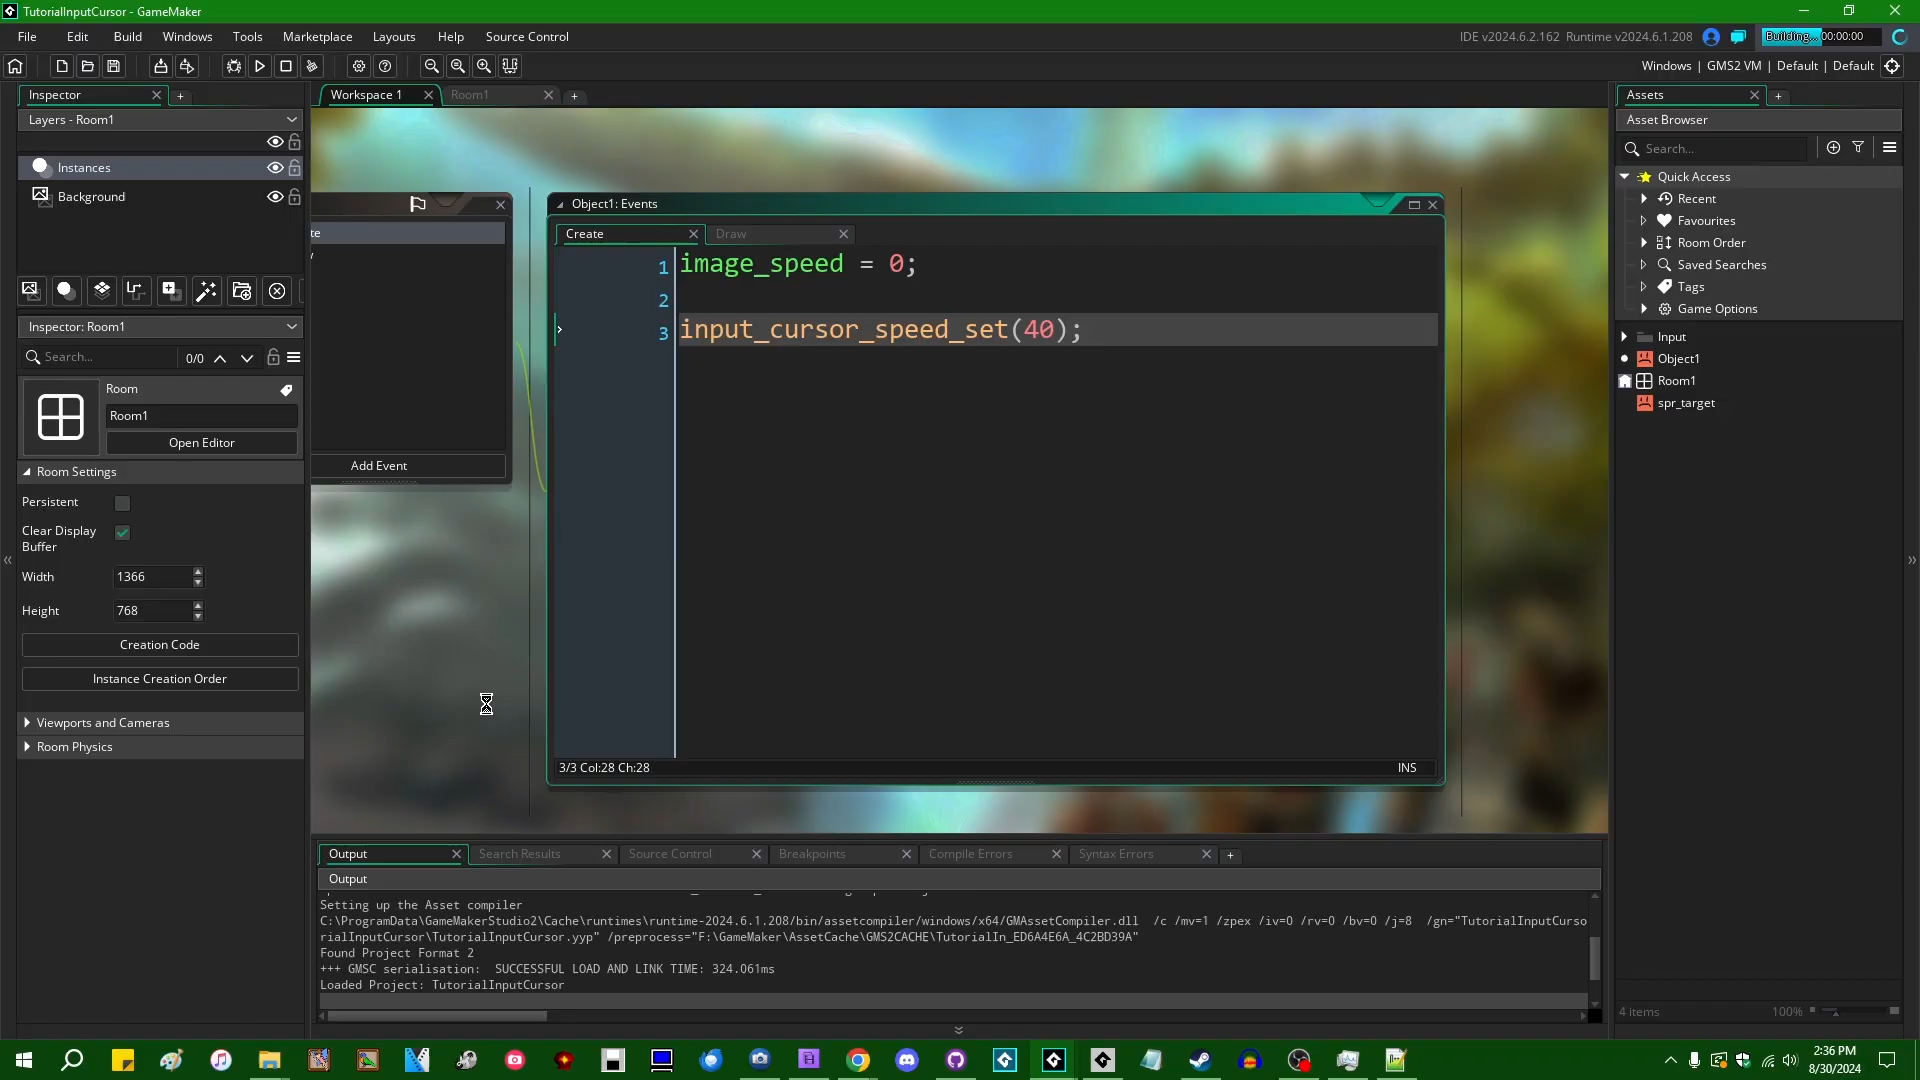 TutorialInputCursor - GameMaker
File Edit Build Windows Tools Marketplace Layouts Help Source Control
IDE v2024.6.2.162 Runtime v2024.6.1.208
Building... 00:00:00
Windows | GMS2 VM | Default | Default
Inspector
Layers - Room1
Instances
Background
Inspector: Room1
Search...
0/0
Room
Room1
Open Editor
Room Settings
Persistent
Clear Display
Buffer
Width 1366
Height 768
Creation Code
Instance Creation Order
Viewports and Cameras
Room Physics
Workspace 1
Room1
te
Add Event
Object1: Events
Create
Draw
1 image_speed = 0;
2
3 input_cursor_speed_set(40);
3/3 Col:28 Ch:28
INS
Output
Search Results
Source Control
Breakpoints
Compile Errors
Syntax Errors
Output
Setting up the Asset compiler
C:\ProgramData\GameMakerStudio2\Cache\runtimes\runtime-2024.6.1.208/bin/assetcompiler/windows/x64/GMAssetCompiler.dll /c /mv=1 /zpex /iv=0 /rv=0 /bv=0 /j=8 /gn="TutorialInputCurso
rialInputCursor\TutorialInputCursor.yyp" /preprocess="F:\GameMaker\AssetCache\GMS2CACHE\TutorialIn_ED6A4E6A_4C2BD39A"
Found Project Format 2
+++ GMSC serialisation: SUCCESSFUL LOAD AND LINK TIME: 324.061ms
Loaded Project: TutorialInputCursor
Assets
Asset Browser
Search...
Quick Access
Recent
Favourites
Room Order
Saved Searches
Tags
Game Options
Input
Object1
Room1
spr_target
4 items
100%
2:36 PM
8/30/2024